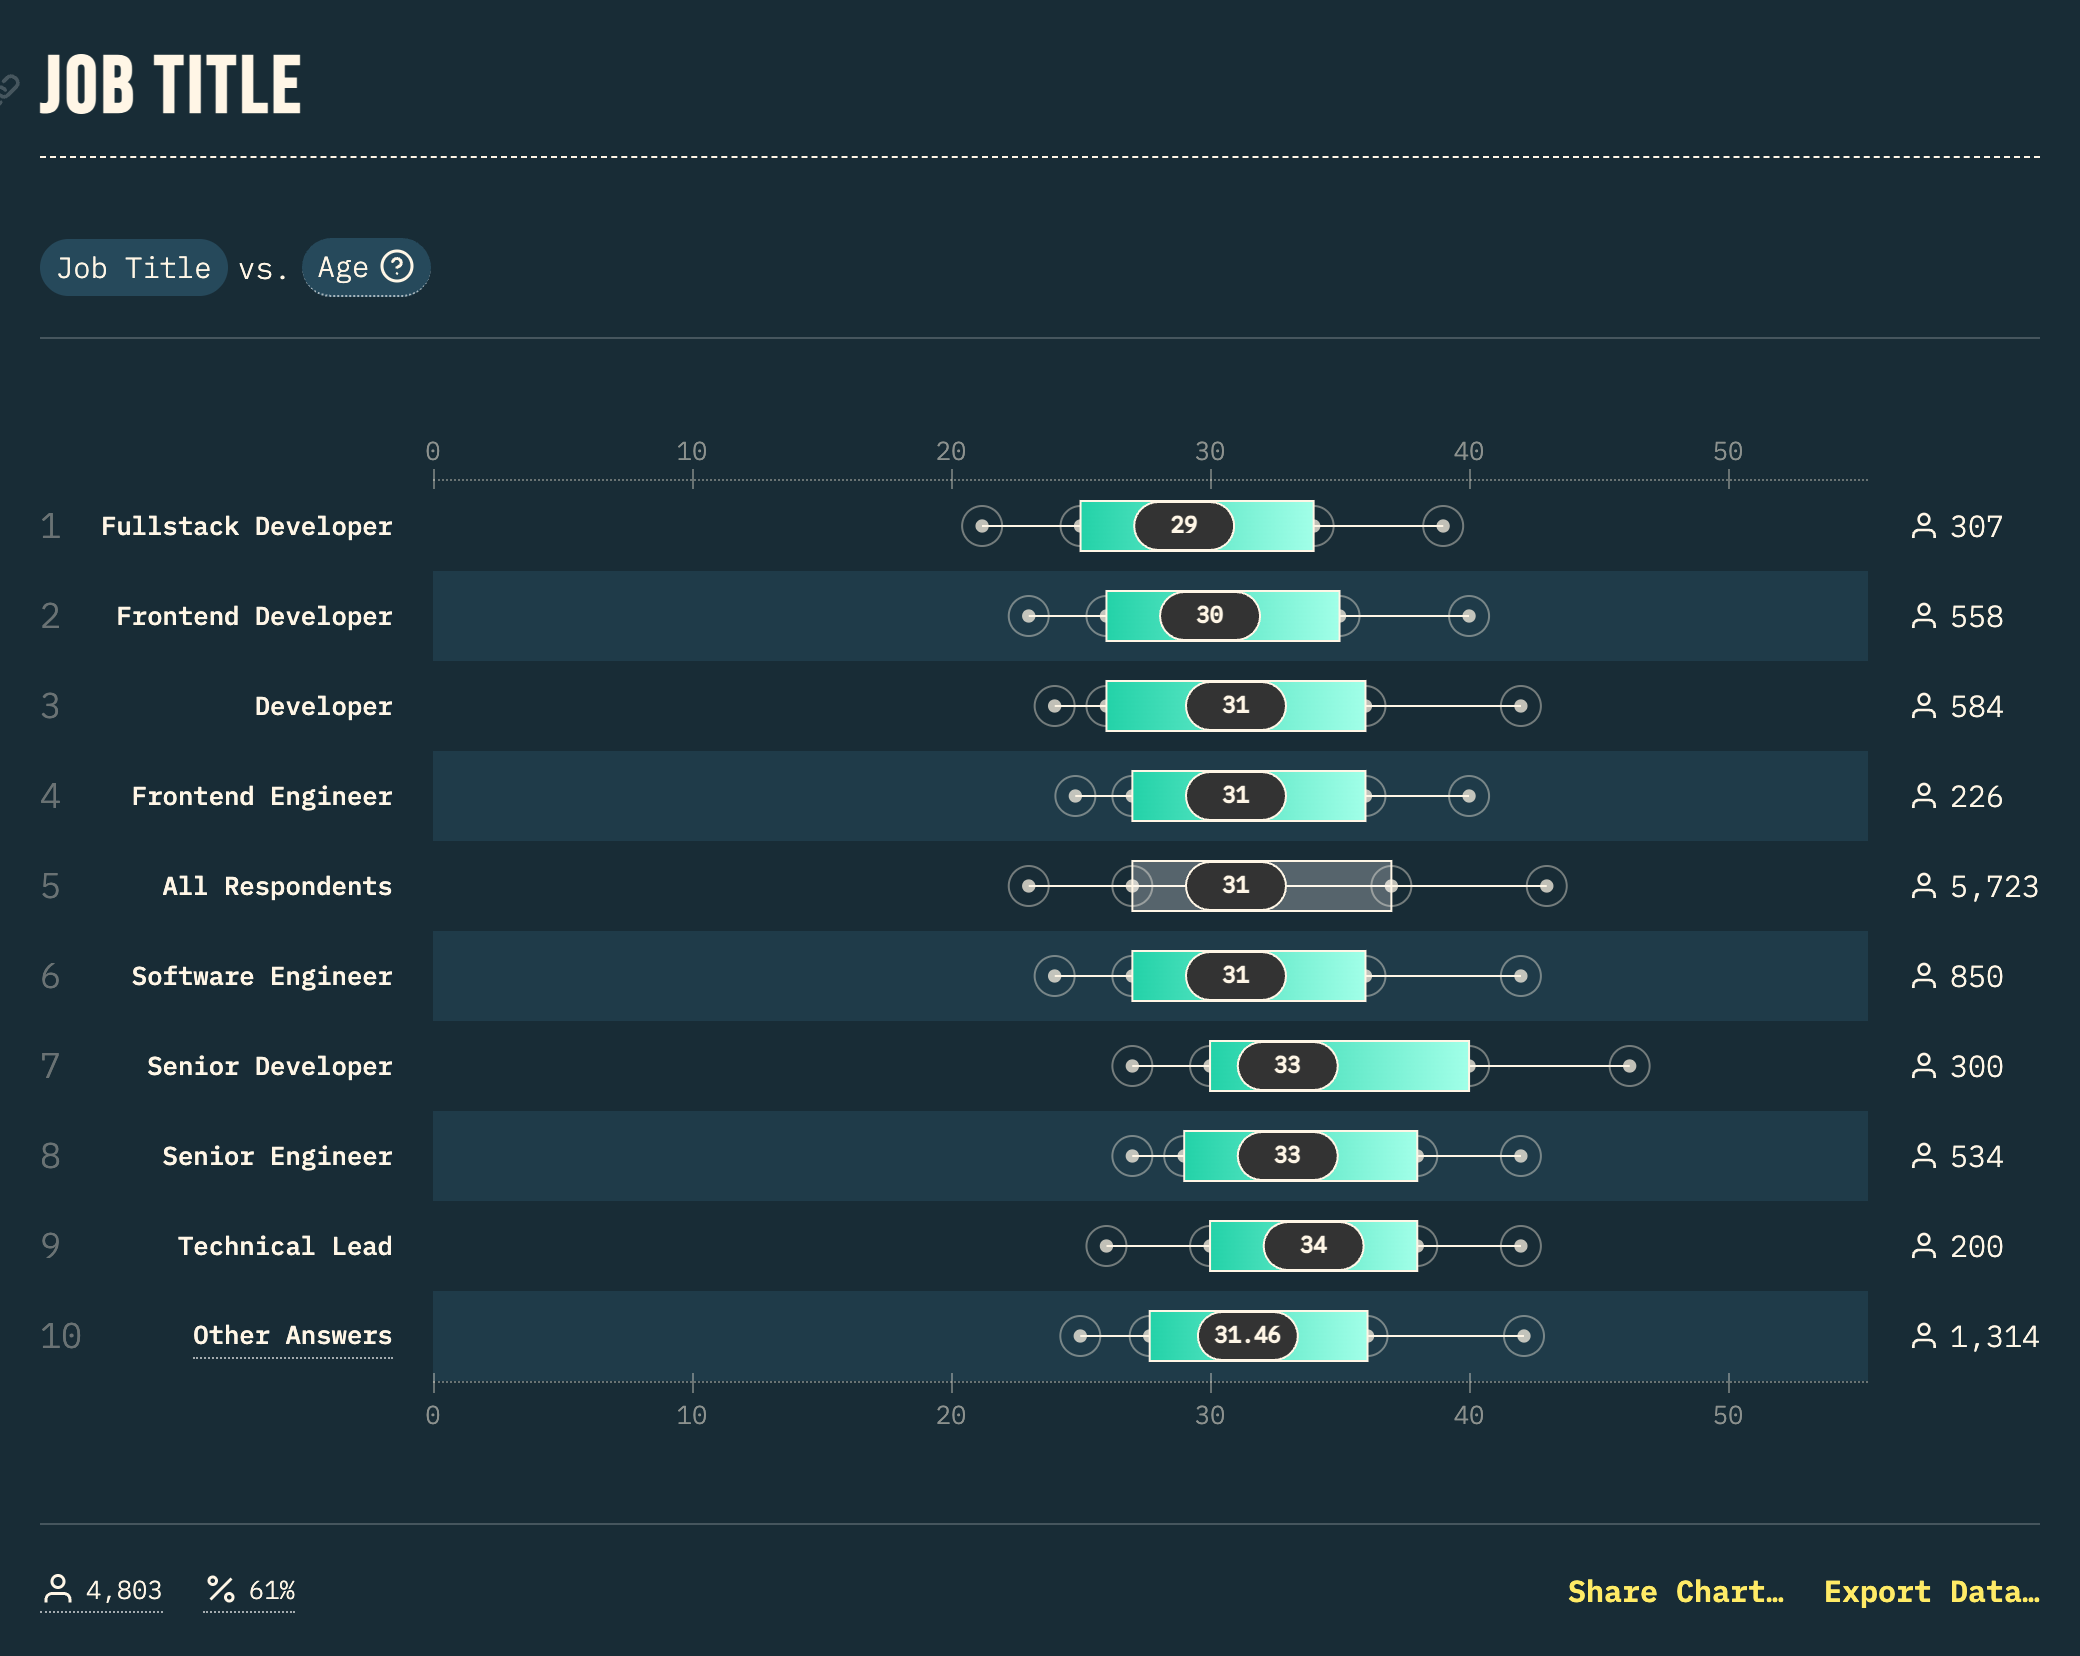 JOB TITLE
Job Title vs. Age
0 10 20 30 40 50
1 Fullstack Developer 29 307
2 Frontend Developer 30 558
3 Developer 31 584
4 Frontend Engineer 31 226
5 All Respondents 31 5,723
6 Software Engineer 31 850
7 Senior Developer 33 300
8 Senior Engineer 33 534
9 Technical Lead 34 200
10 Other Answers 31.46 1,314
0 10 20 30 40 50
4,803 61% Share Chart… Export Data…